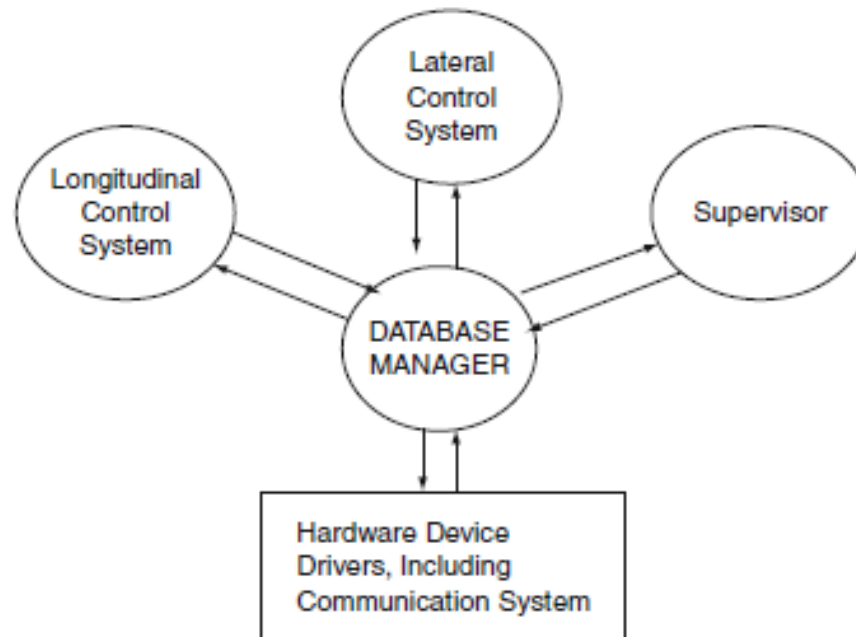 Lateral
Control
System
Longitudinal
Control
System
Supervisor
DATABASE
MANAGER
Hardware Device
Drivers, Including
Communication System